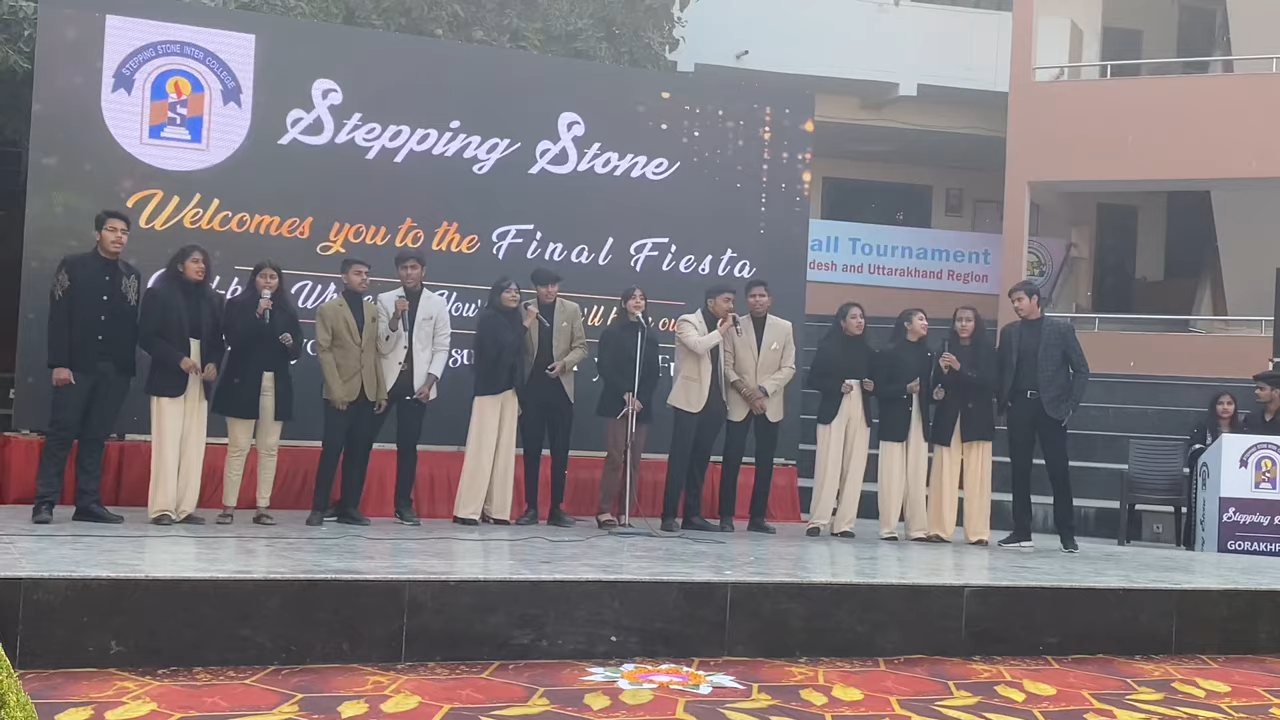 STEPPING STONE INTER COLLEGE
S
Stepping Stone
Welcomes you to the Final Fiesta
all Tournament
desh and Uttarakhand Region
Stepping S
GORAKHP